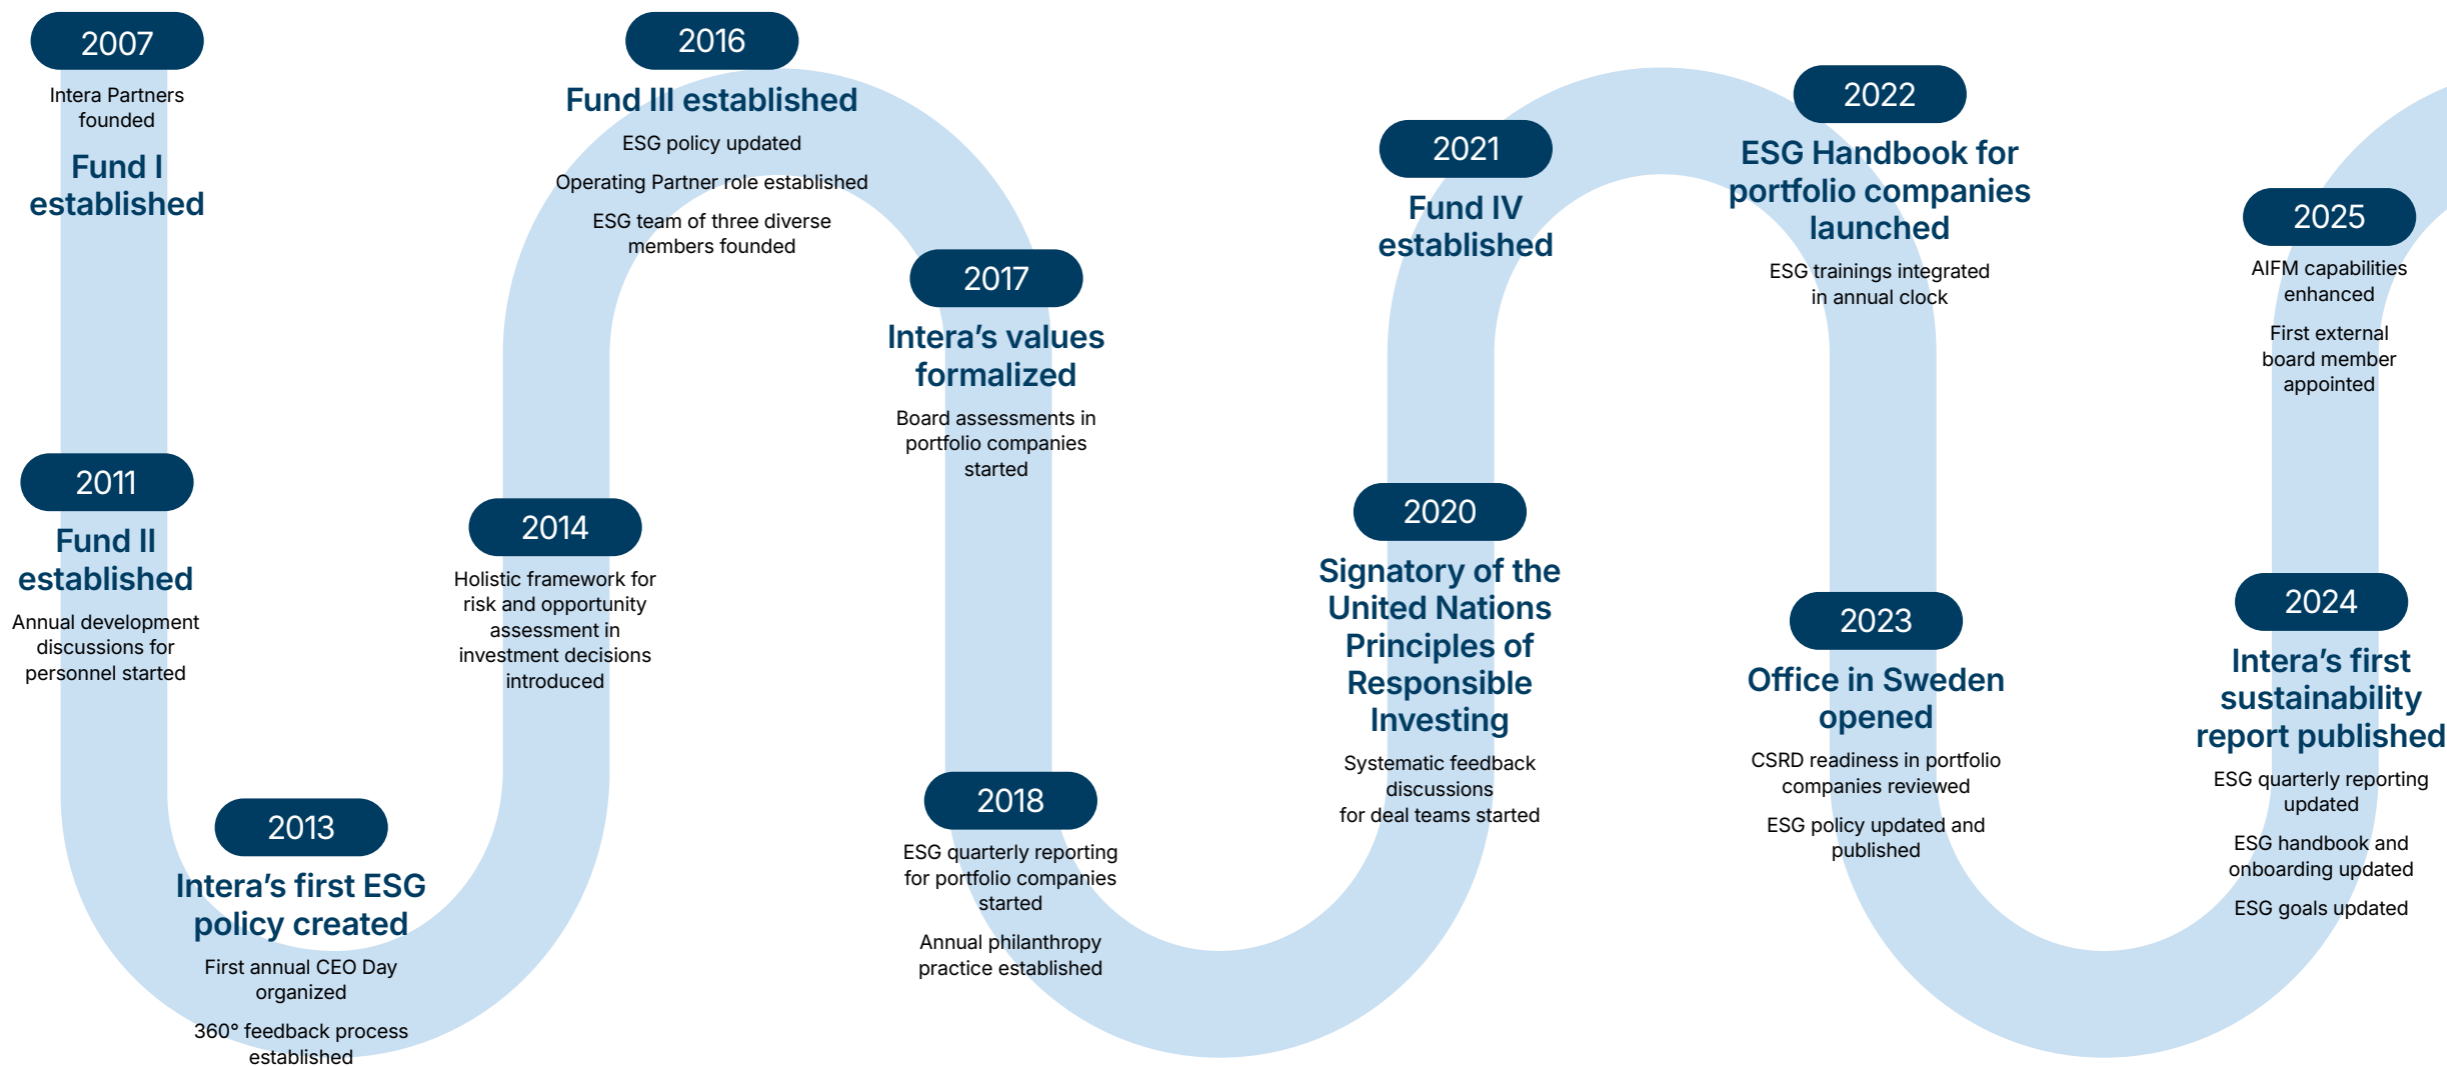 2007
Intera Partners
founded
Fund I
established
2011
Fund II
established
Annual development
discussions for
personnel started
2013
Intera’s first ESG
policy created
First annual CEO Day
organized
360° feedback process
established
2014
Holistic framework for
risk and opportunity
assessment in
investment decisions
introduced
2016
Fund III established
ESG policy updated
Operating Partner role established
ESG team of three diverse
members founded
2017
Intera’s values
formalized
Board assessments in
portfolio companies
started
2018
ESG quarterly reporting
for portfolio companies
started
Annual philanthropy
practice established
2020
Signatory of the
United Nations
Principles of
Responsible
Investing
Systematic feedback
discussions
for deal teams started
2021
Fund IV
established
2022
ESG Handbook for
portfolio companies
launched
ESG trainings integrated
in annual clock
2023
Office in Sweden
opened
CSRD readiness in portfolio
companies reviewed
ESG policy updated and
published
2024
Intera’s first
sustainability
report published
ESG quarterly reporting
updated
ESG handbook and
onboarding updated
ESG goals updated
2025
AIFM capabilities
enhanced
First external
board member
appointed